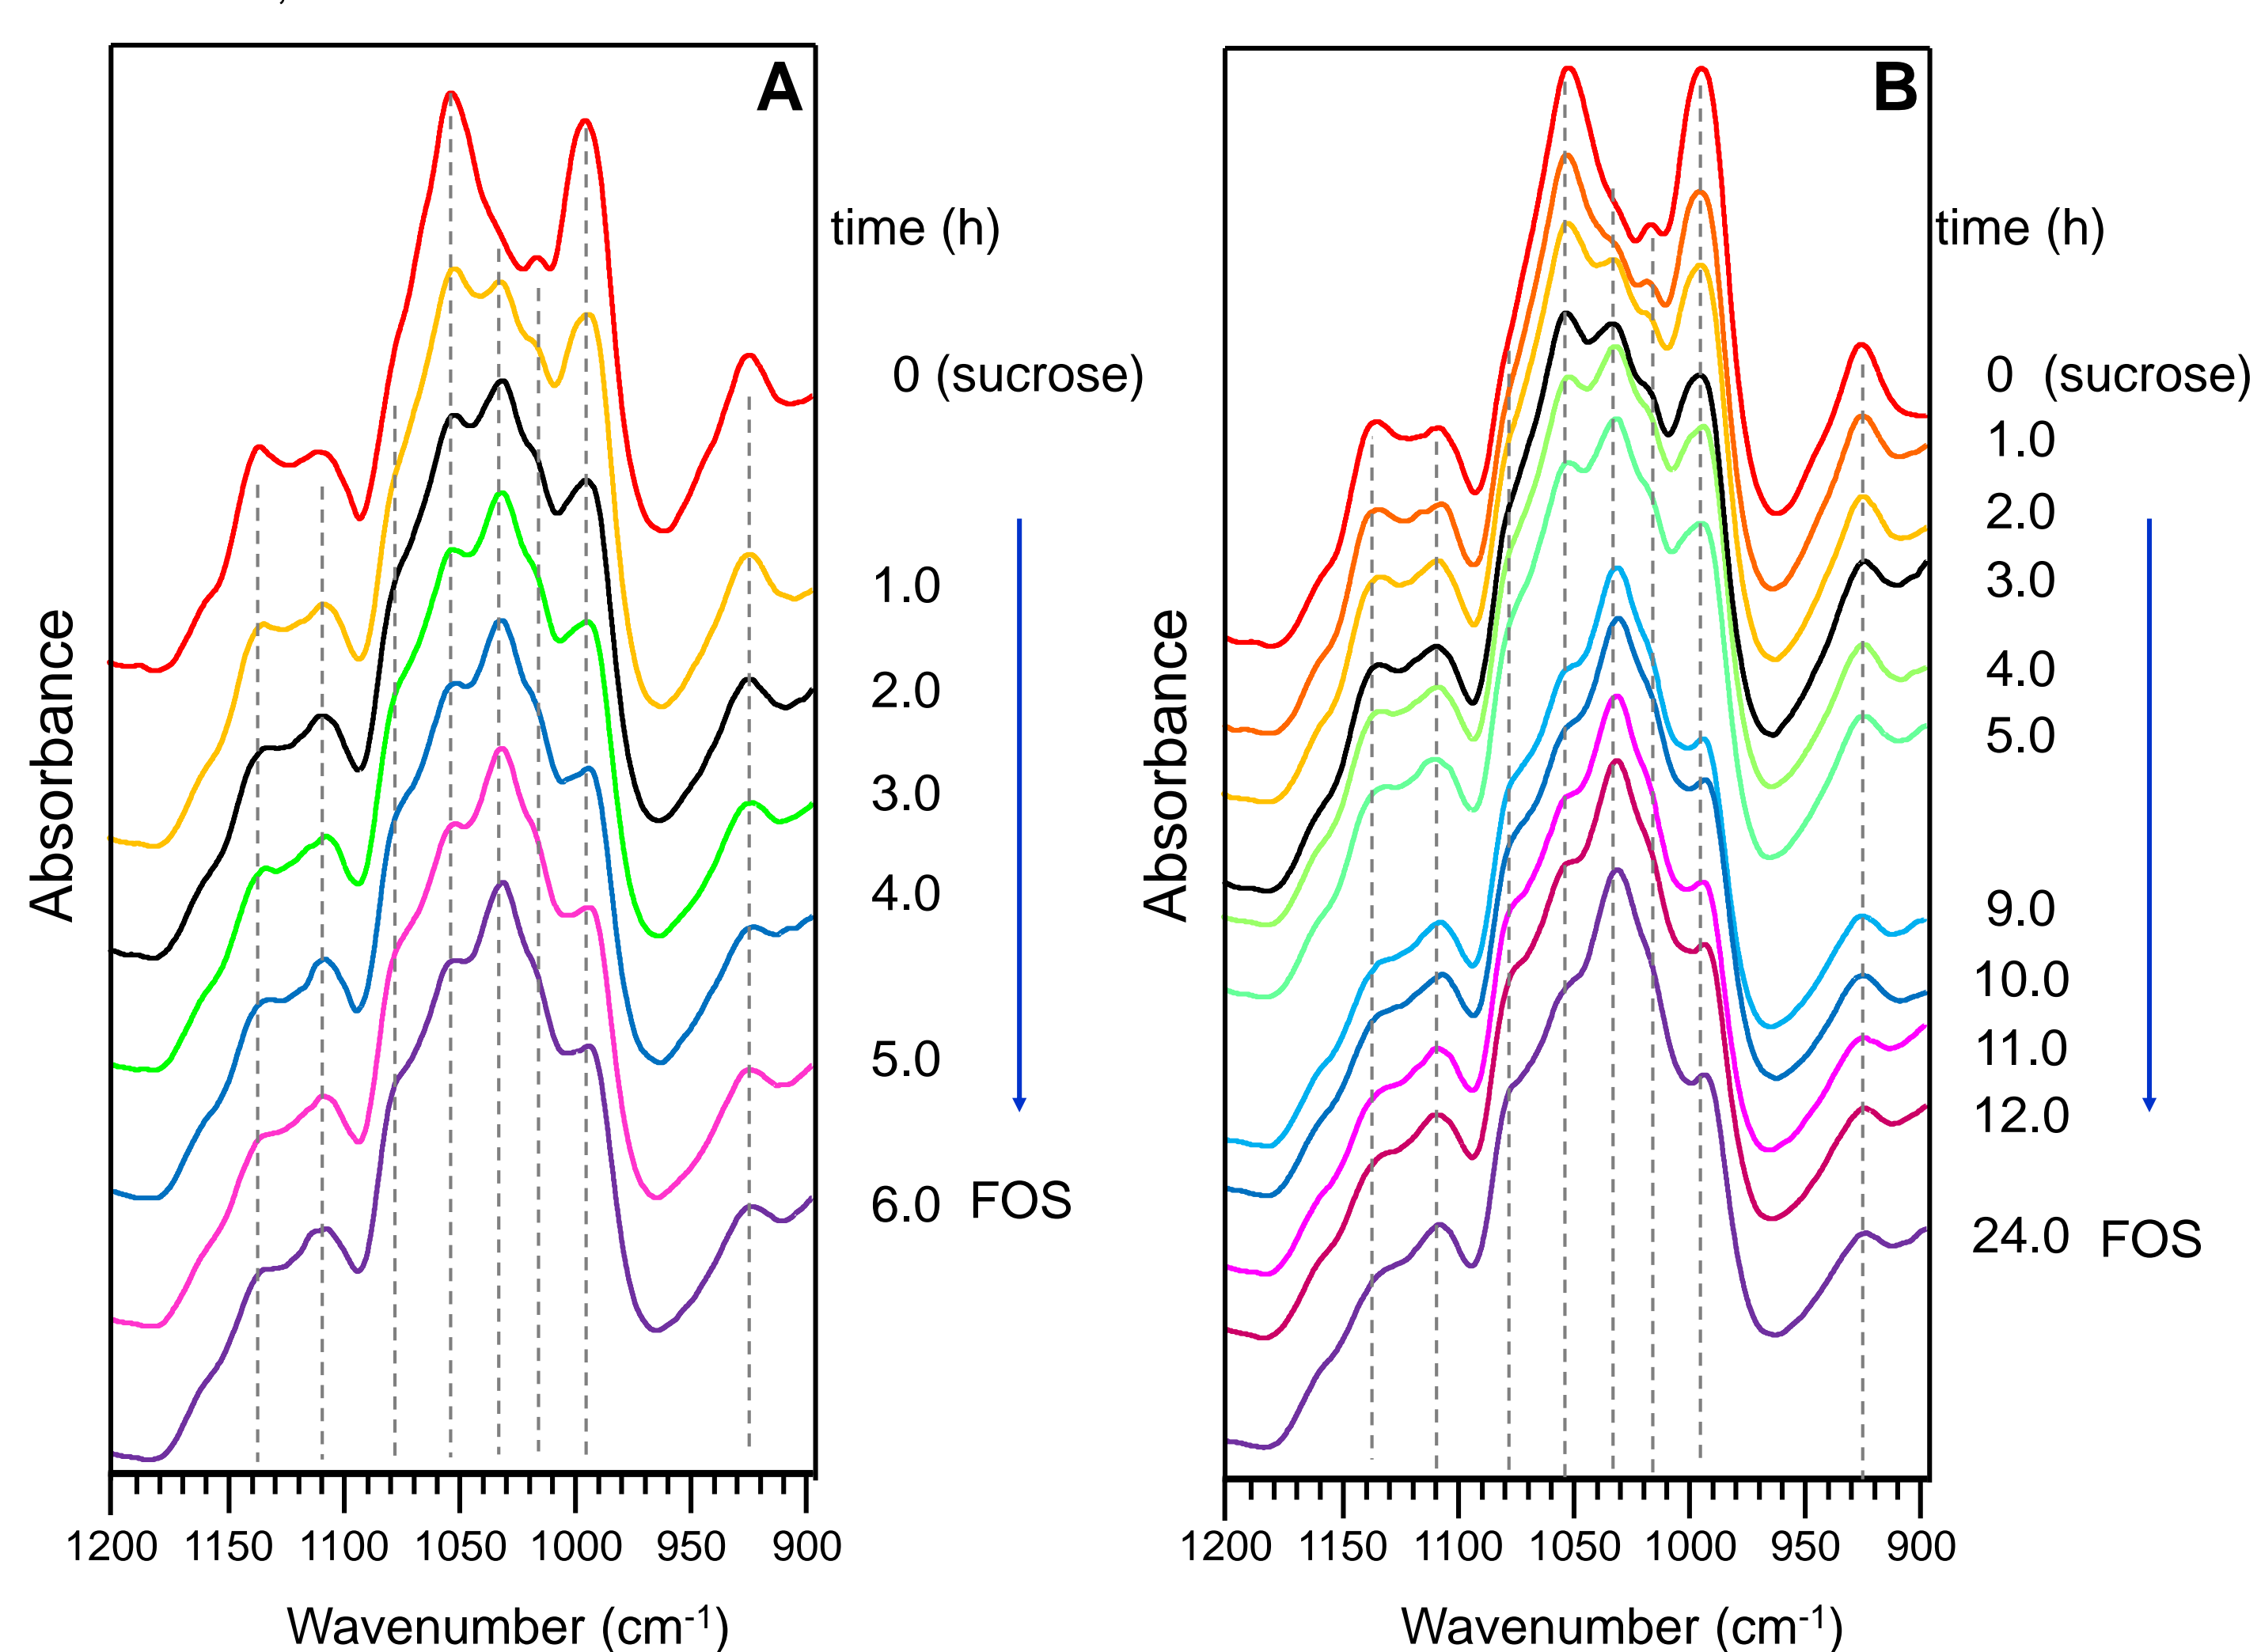 A
time (h)
0 (sucrose)
1.0
2.0
3.0
4.0
5.0
6.0 FOS
Absorbance
1200 1150 1100 1050 1000 950 900
Wavenumber (cm-1)
B
time (h)
0 (sucrose)
1.0
2.0
3.0
4.0
5.0
9.0
10.0
11.0
12.0
24.0 FOS
Absorbance
1200 1150 1100 1050 1000 950 900
Wavenumber (cm-1)